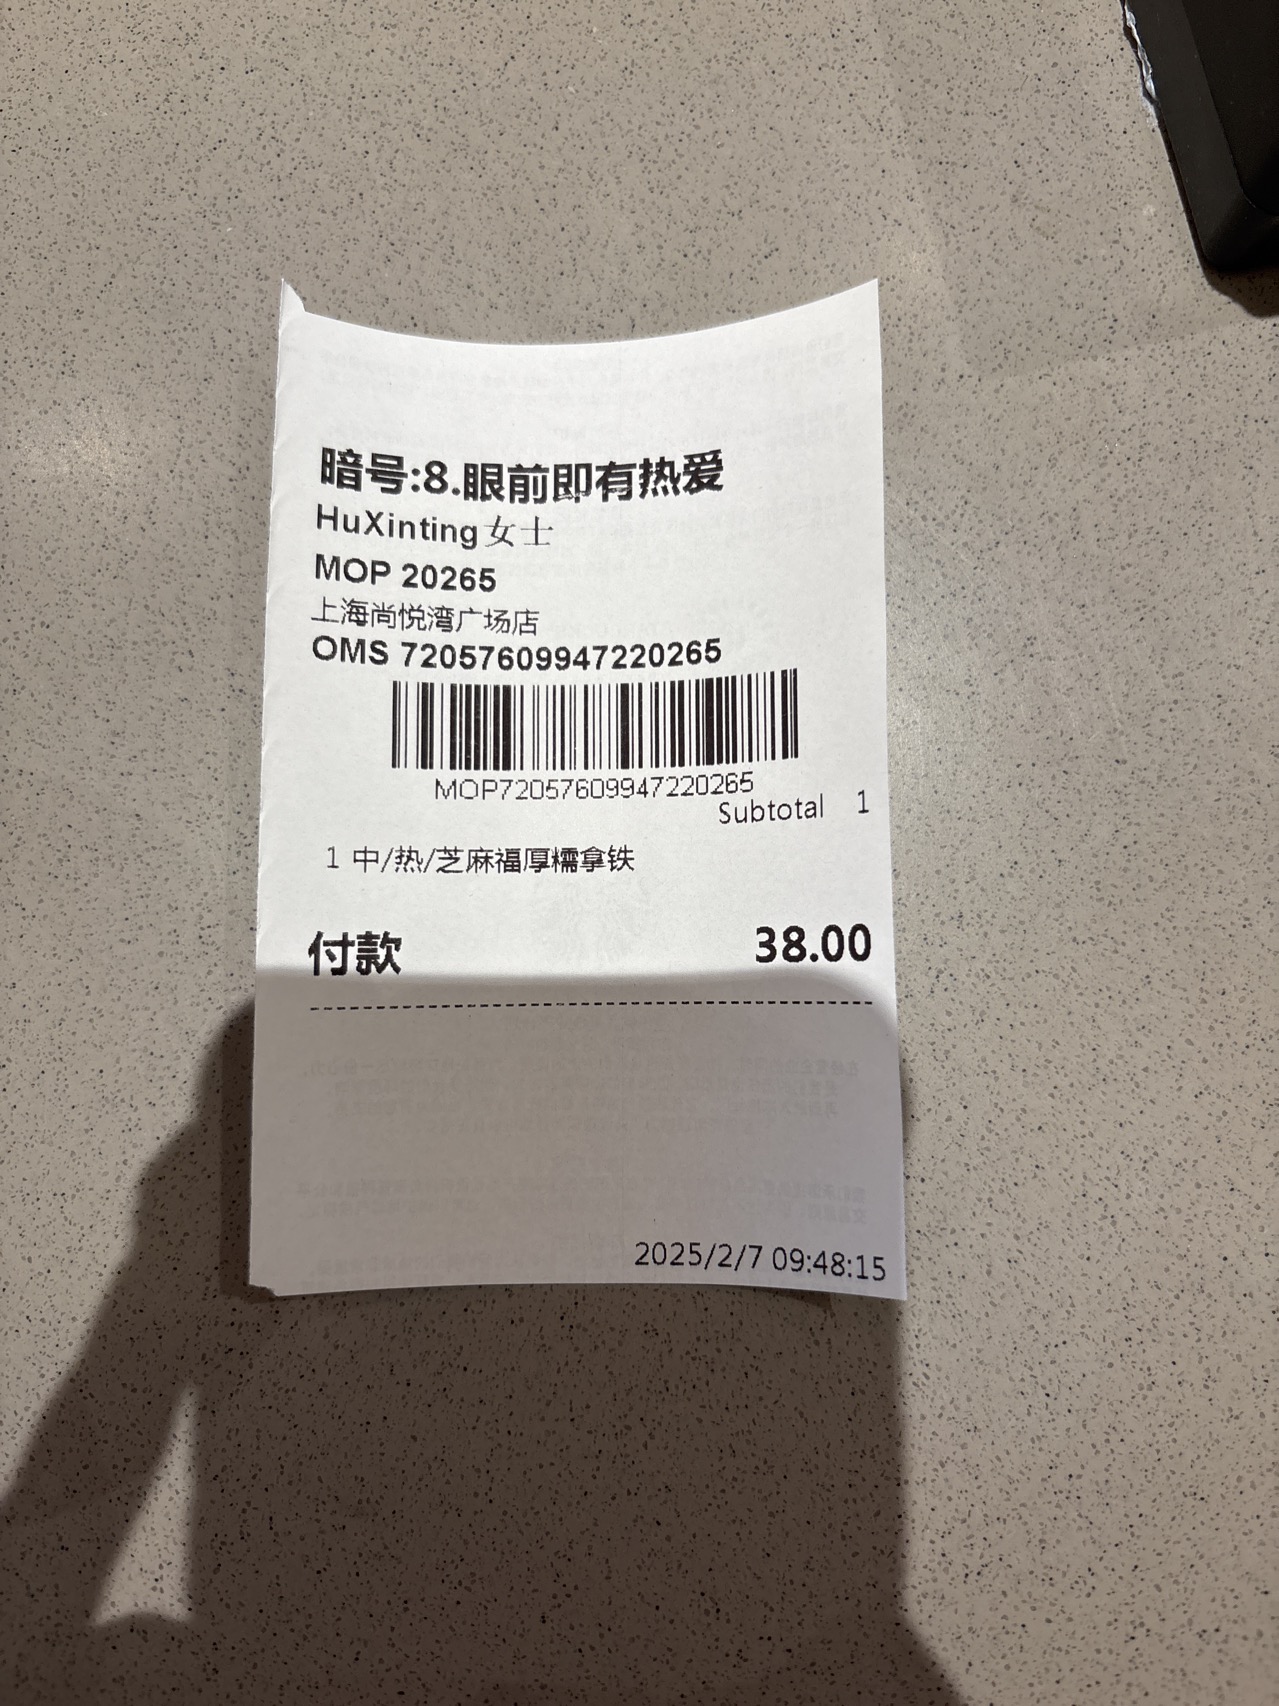 暗号:8.眼前即有热爱
HuXinting女士
MOP 20265
上海尚悦湾广场店
OMS 72057609947220265
MOP72057609947220265
Subtotal 1
1 中/热/芝麻福厚糯拿铁
付款 38.00
2025/2/7 09:48:15